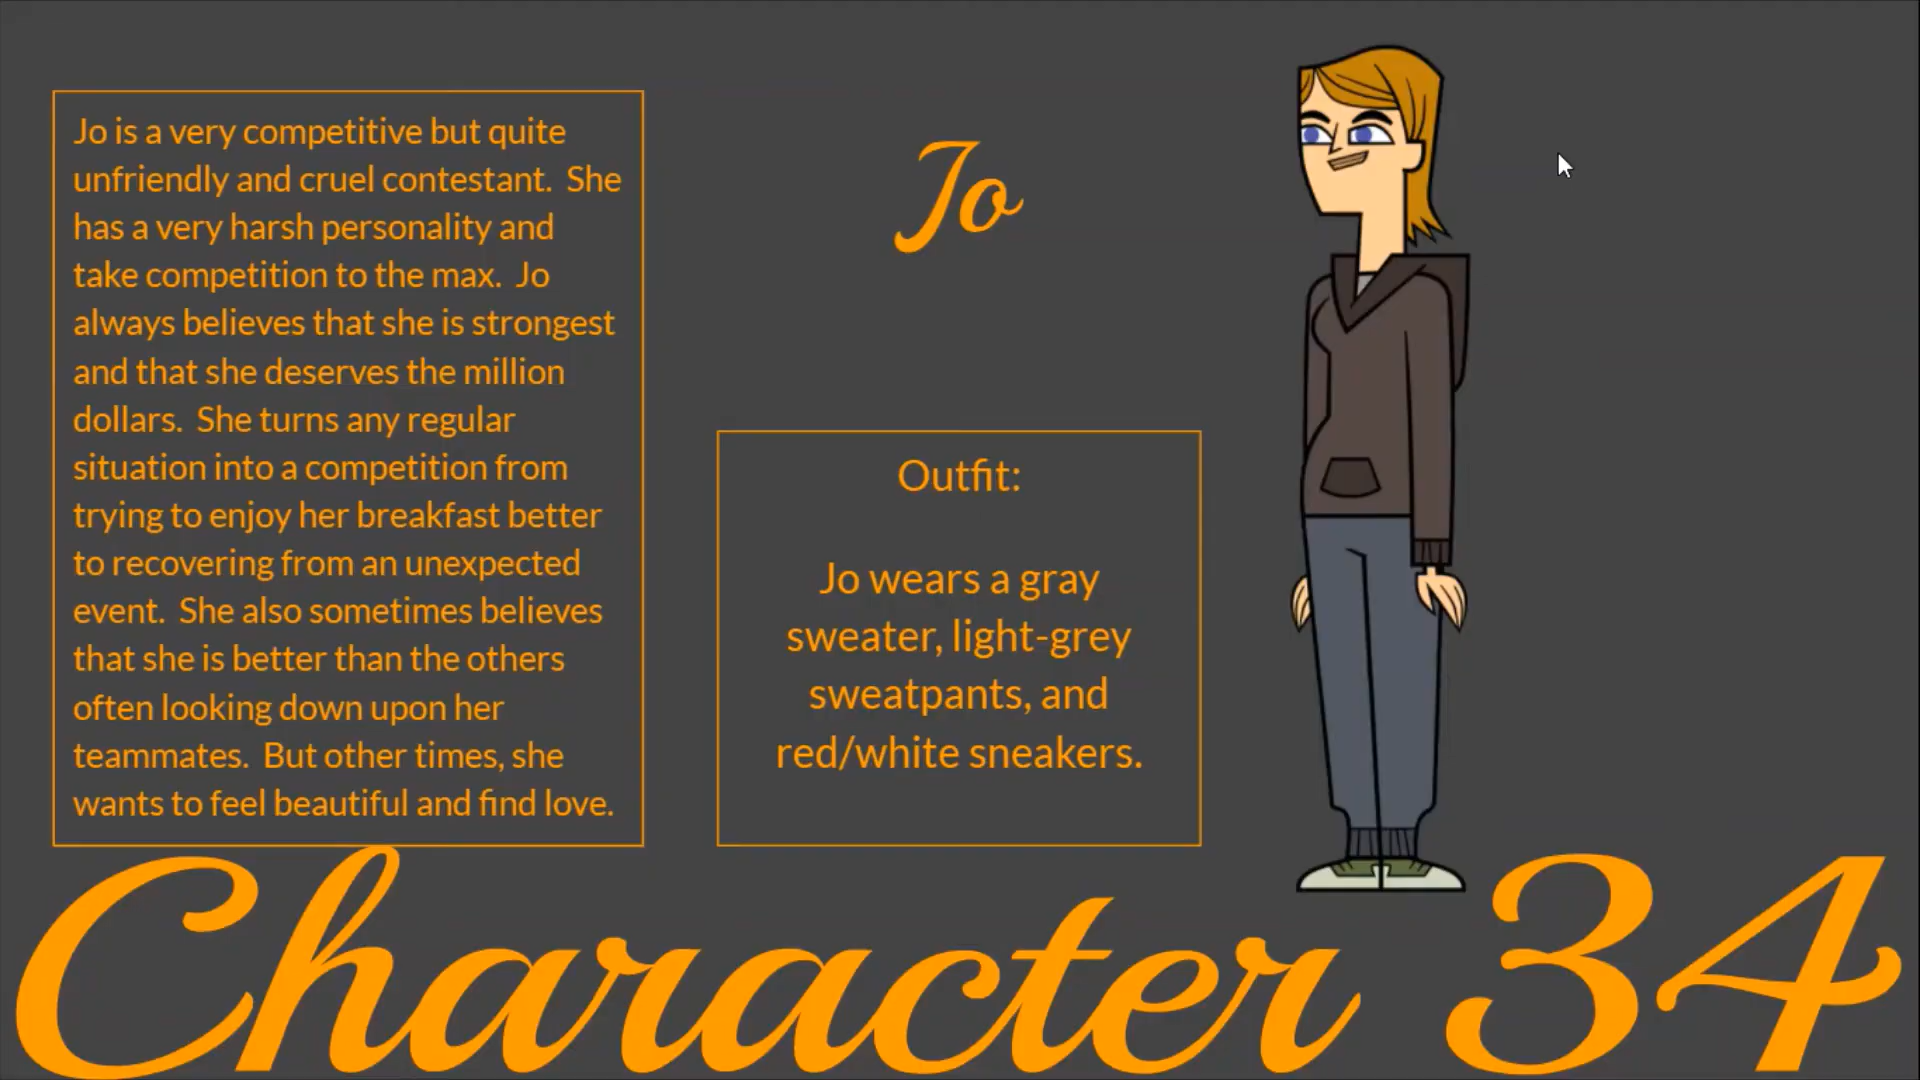 Jo is a very competitive but quite
unfriendly and cruel contestant.  She
has a very harsh personality and
take competition to the max.  Jo
always believes that she is strongest
and that she deserves the million
dollars.  She turns any regular
situation into a competition from
trying to enjoy her breakfast better
to recovering from an unexpected
event.  She also sometimes believes
that she is better than the others
often looking down upon her
teammates.  But other times, she
wants to feel beautiful and find love.
Jo
Outfit:
Jo wears a gray
sweater, light-grey
sweatpants, and
red/white sneakers.
Character 34